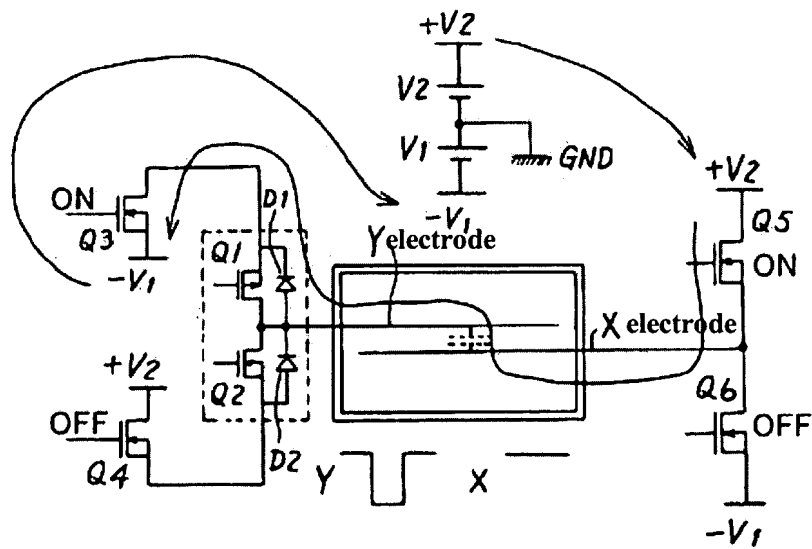 +V2
V2
V1
GND
-V1
ON
Q3
-V1
D1
Q1
Y electrode
+V2
Q5
ON
X electrode
+V2
OFF
Q4
Q2
D2
Q6
OFF
Y
X
-V1